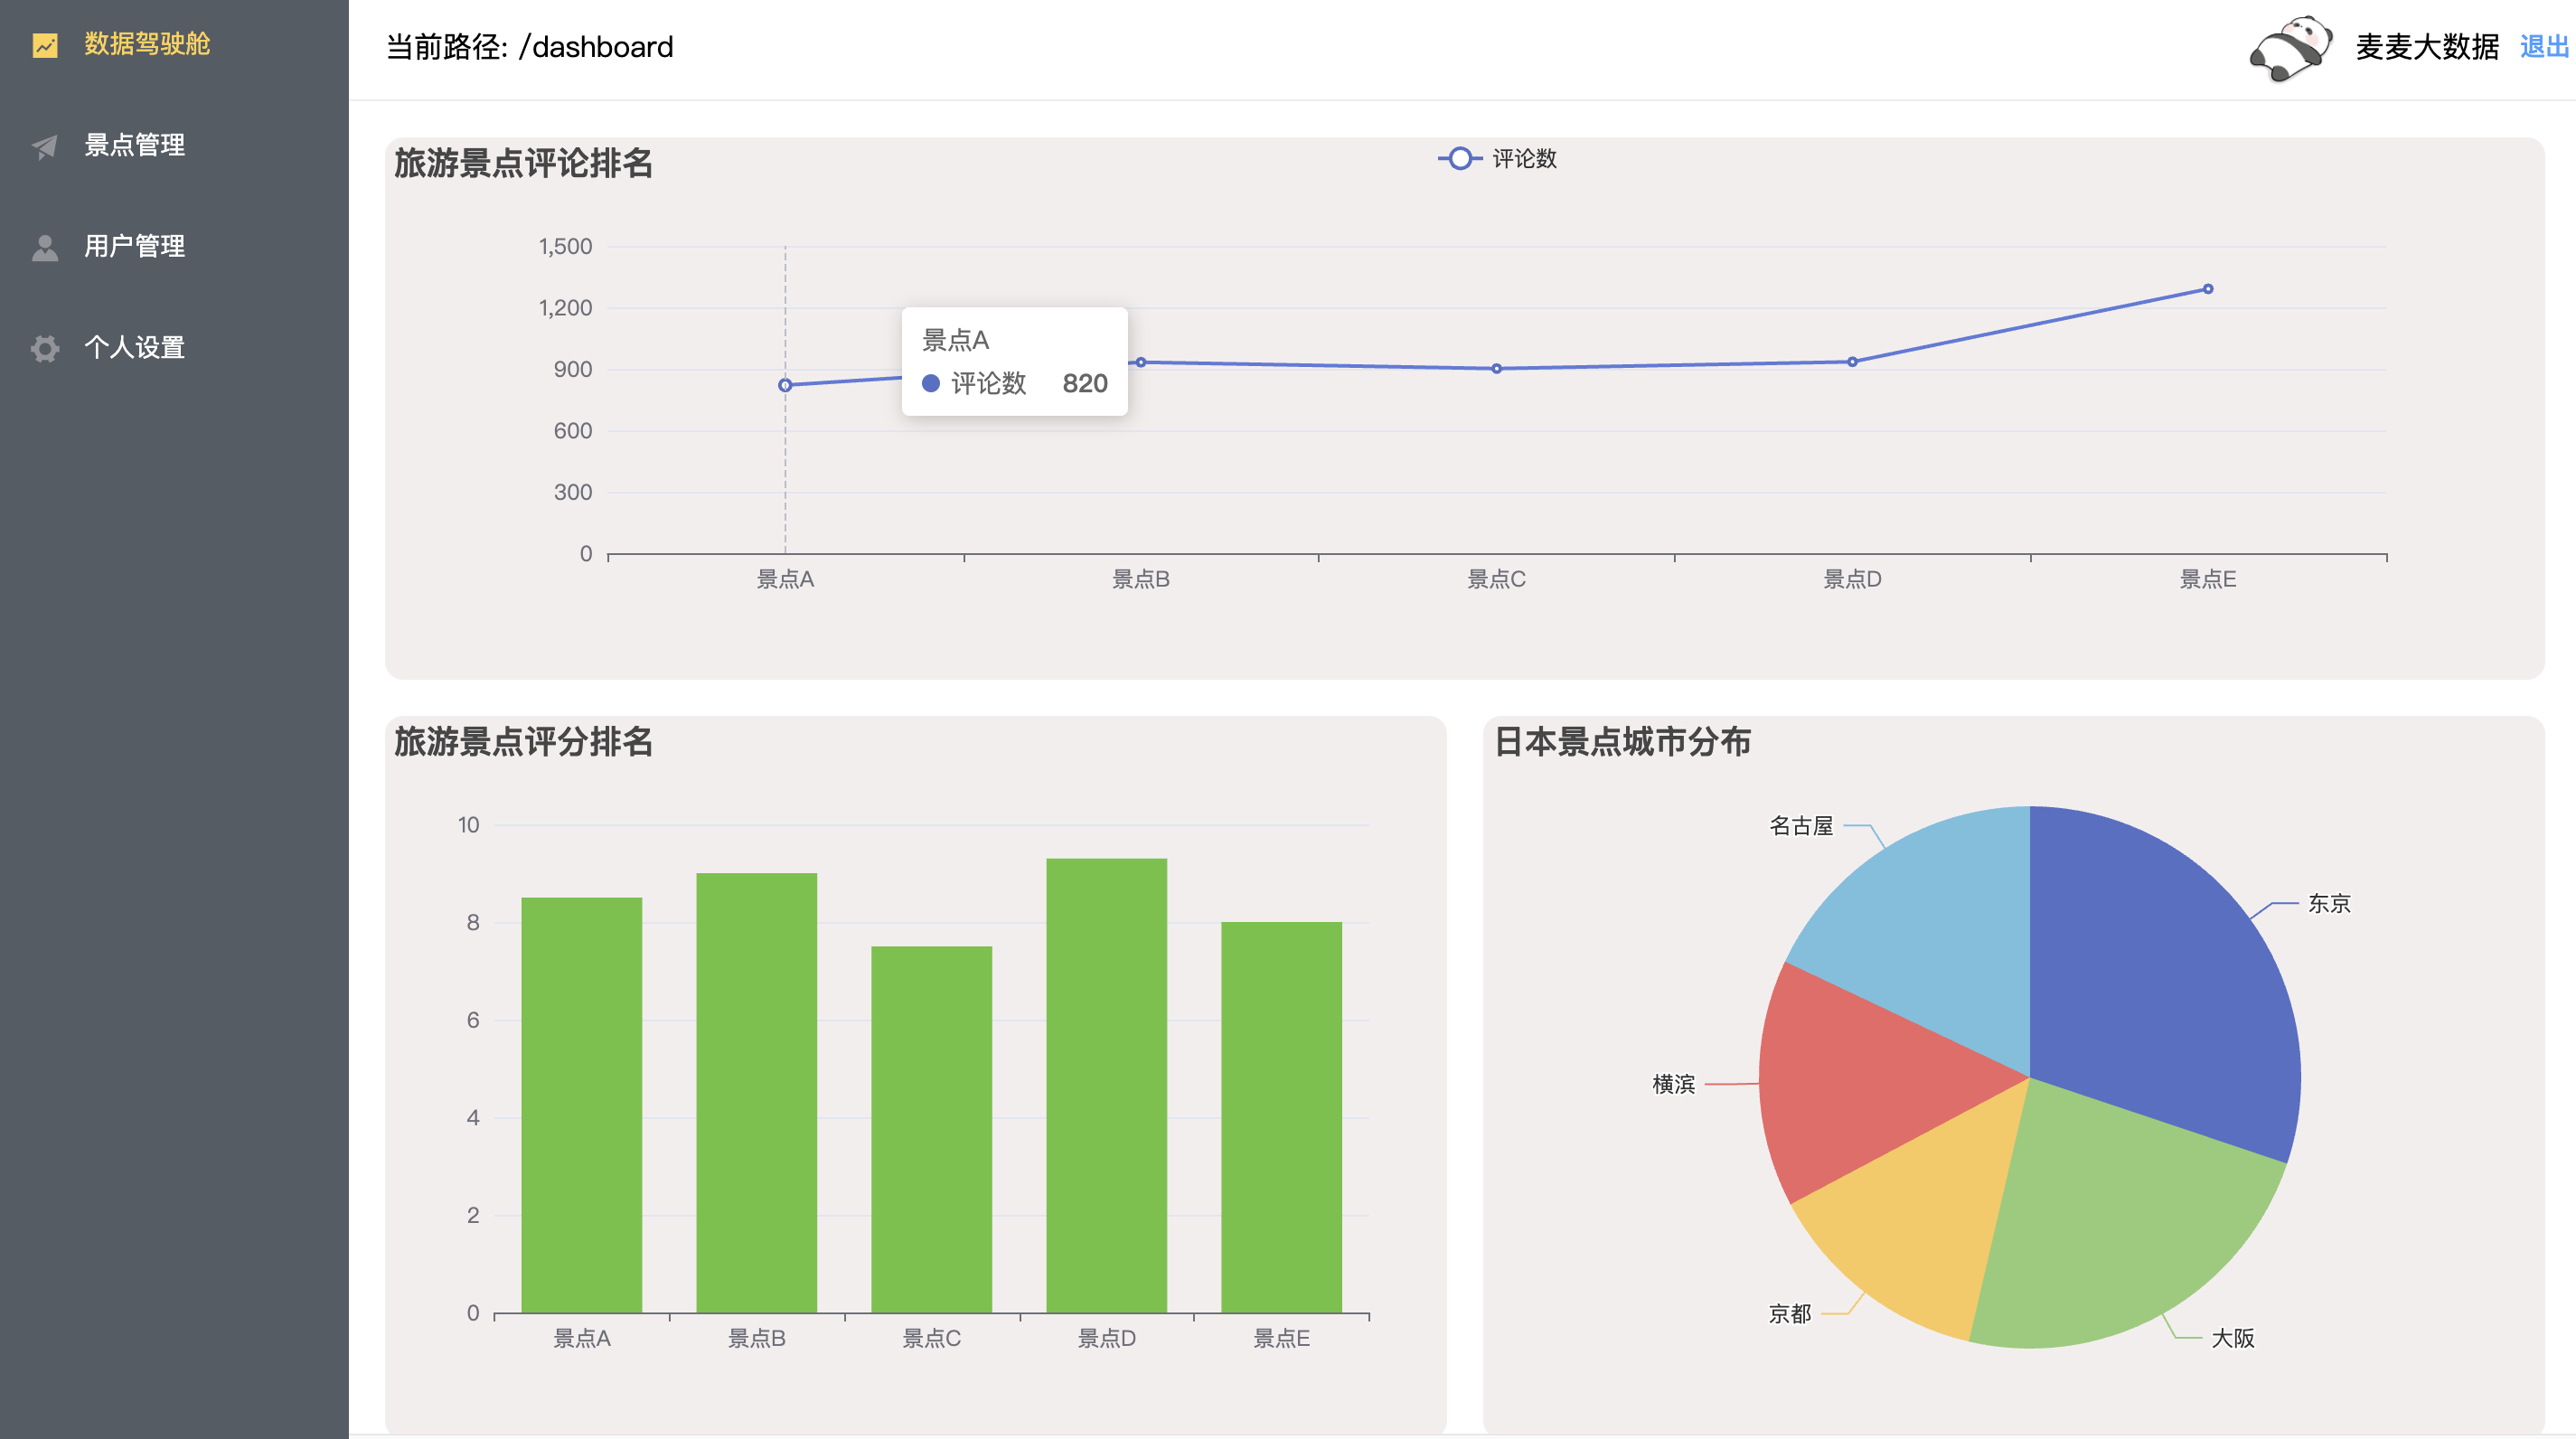 数据驾驶舱
景点管理
用户管理
个人设置
当前路径: /dashboard
麦麦大数据 退出
旅游景点评论排名
评论数
1,500
1,200
900
600
300
0
景点A
评论数 820
景点A 景点B 景点C 景点D 景点E
旅游景点评分排名
10
8
6
4
2
0
景点A 景点B 景点C 景点D 景点E
日本景点城市分布
名古屋
东京
横滨
京都
大阪